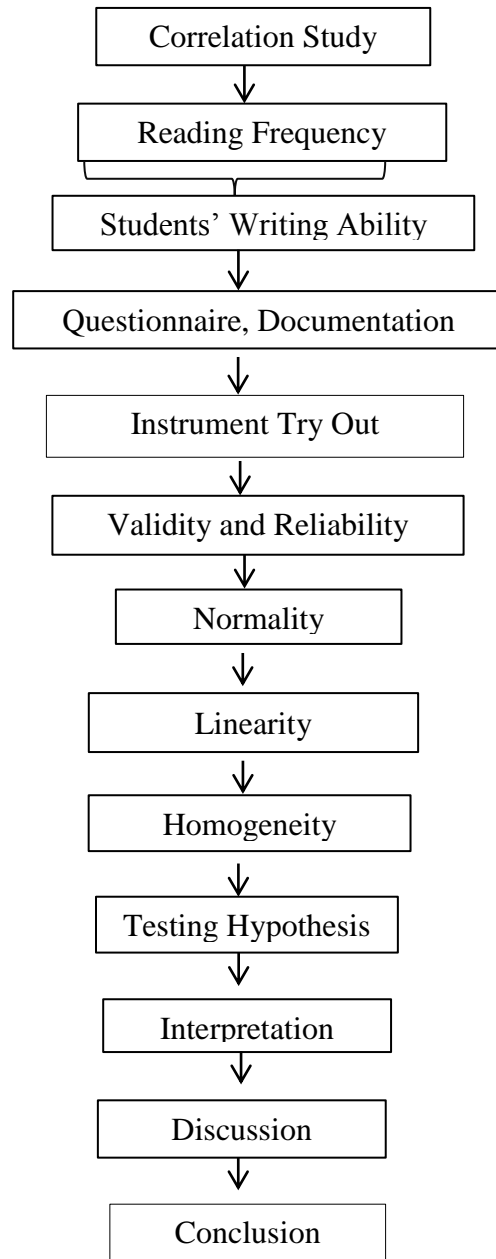 Correlation Study
Reading Frequency
Students’ Writing Ability
Questionnaire, Documentation
Instrument Try Out
Validity and Reliability
Normality
Linearity
Homogeneity
Testing Hypothesis
Interpretation
Discussion
Conclusion